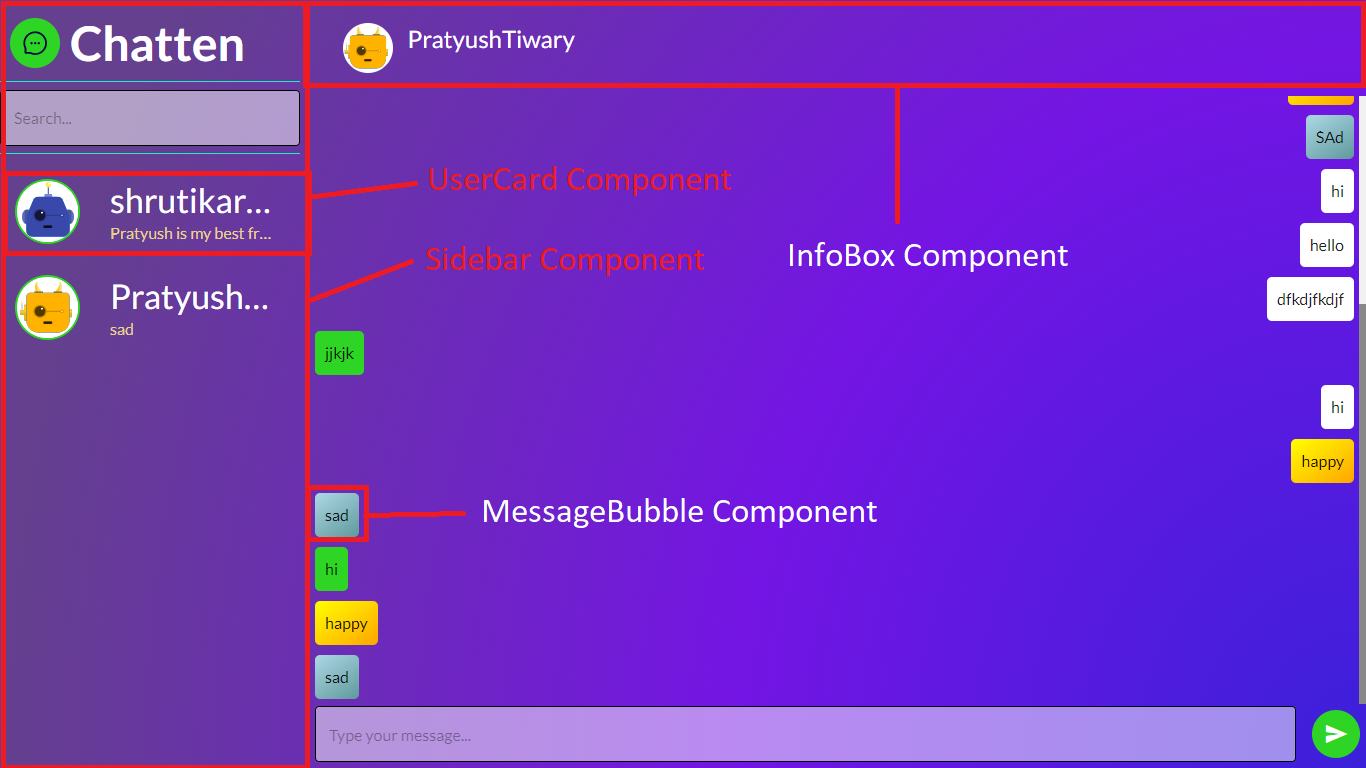 Chatten
PratyushTiwary
Search...
shrutikar...
Pratyush is my best fr...
Pratyush...
sad
UserCard Component
Sidebar Component
InfoBox Component
SAd
hi
hello
dfkdjfkdjf
jjkjk
hi
happy
sad
MessageBubble Component
hi
happy
sad
Type your message...